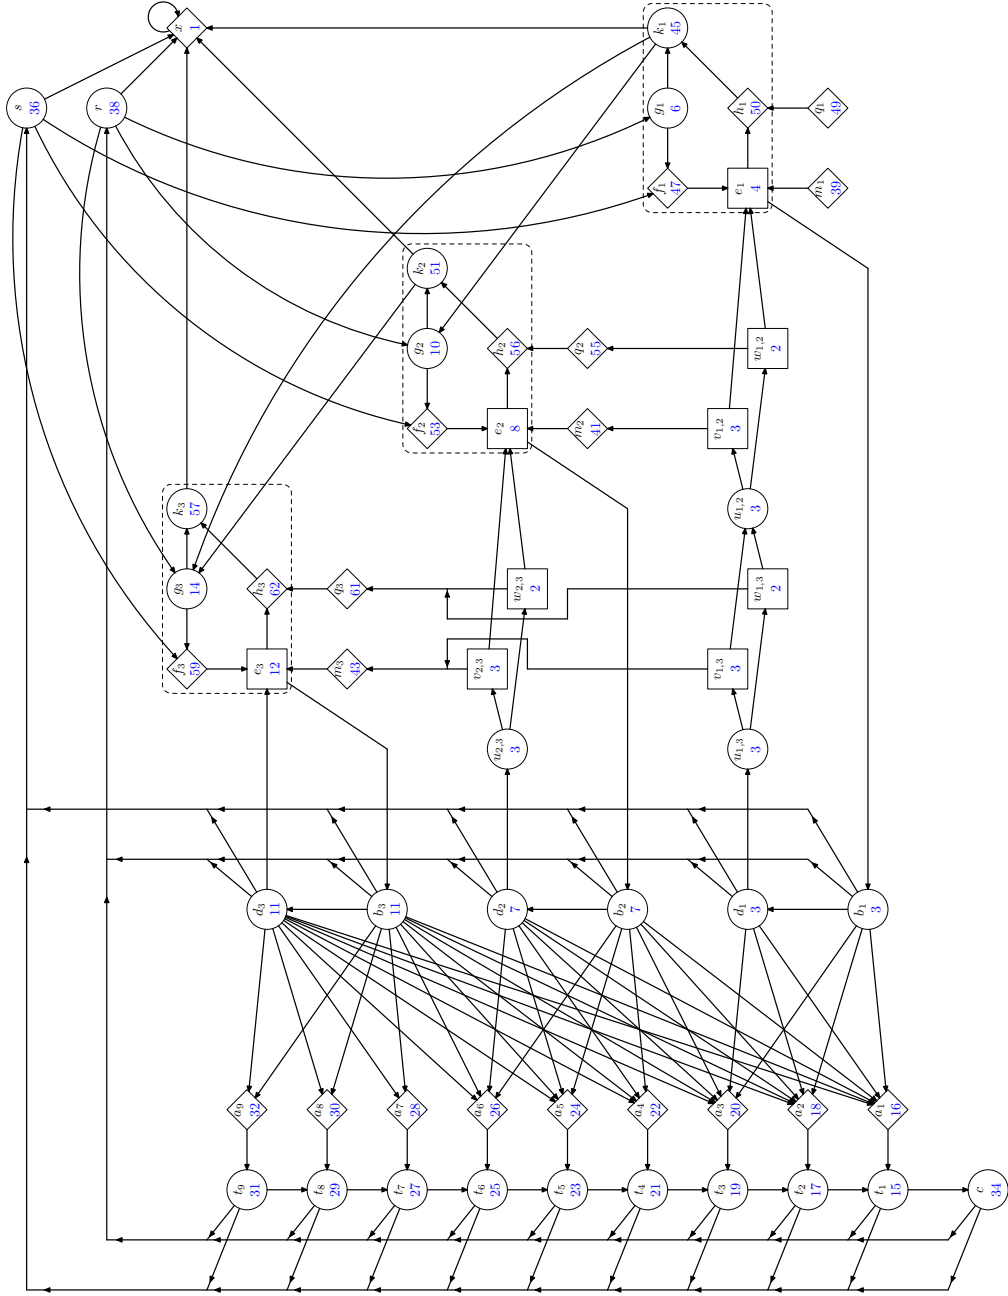 s
36
r
38
f3
59
g3
14
k3
57
x
1
t9
31
a9
32
d3
11
e3
12
h3
62
t8
29
a8
30
m3
43
q3
61
t7
27
a7
28
b3
11
f2
53
g2
10
k2
51
t6
25
a6
26
d2
7
u2,3
3
v2,3
3
w2,3
2
e2
8
h2
56
t5
23
a5
24
m2
41
q2
55
t4
21
a4
22
b2
7
f1
47
g1
6
k1
45
t3
19
a3
20
d1
3
u1,3
3
v1,3
3
w1,3
2
u1,2
3
v1,2
3
w1,2
2
e1
4
h1
50
t2
17
a2
18
m1
39
q1
49
t1
15
a1
16
b1
3
c
34